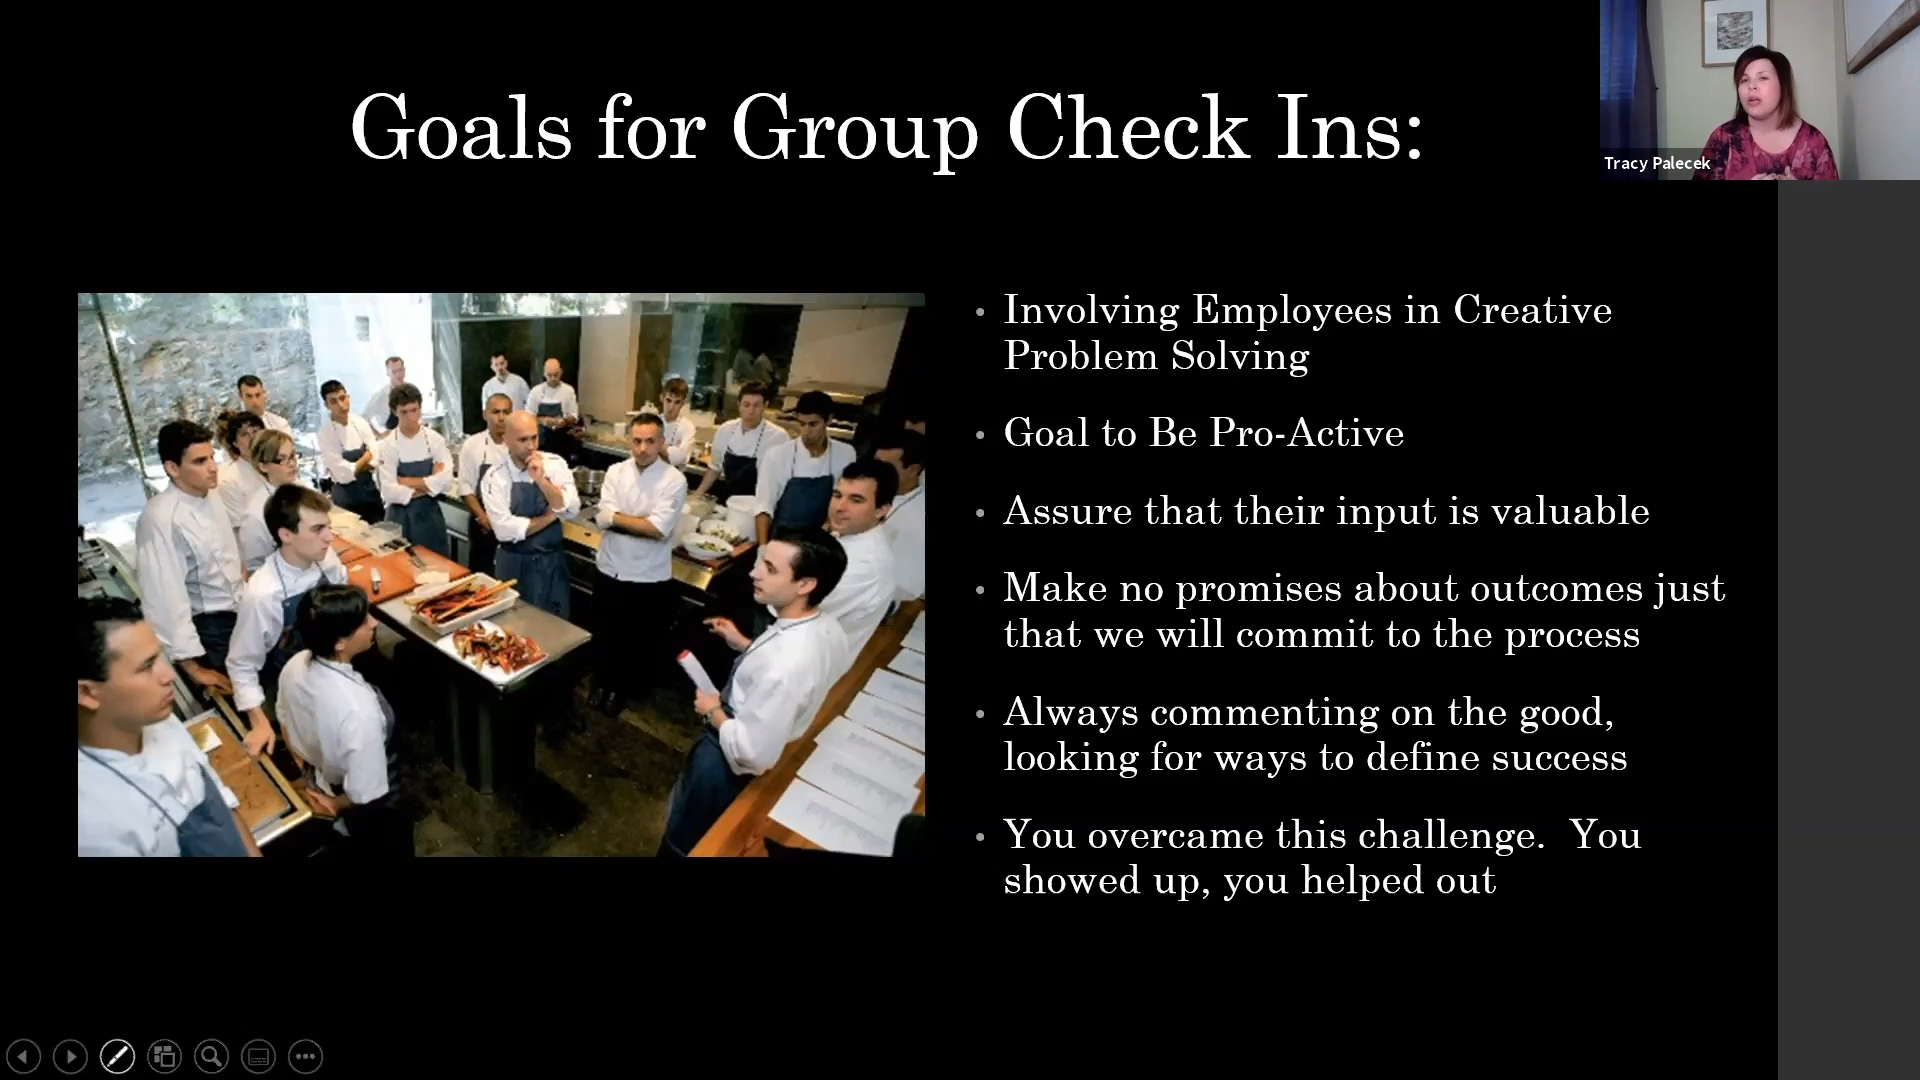 Goals for Group Check Ins:
Tracy Palecek
• Involving Employees in Creative
Problem Solving
• Goal to Be Pro-Active
• Assure that their input is valuable
• Make no promises about outcomes just
that we will commit to the process
• Always commenting on the good,
looking for ways to define success
• You overcame this challenge.  You
showed up, you helped out